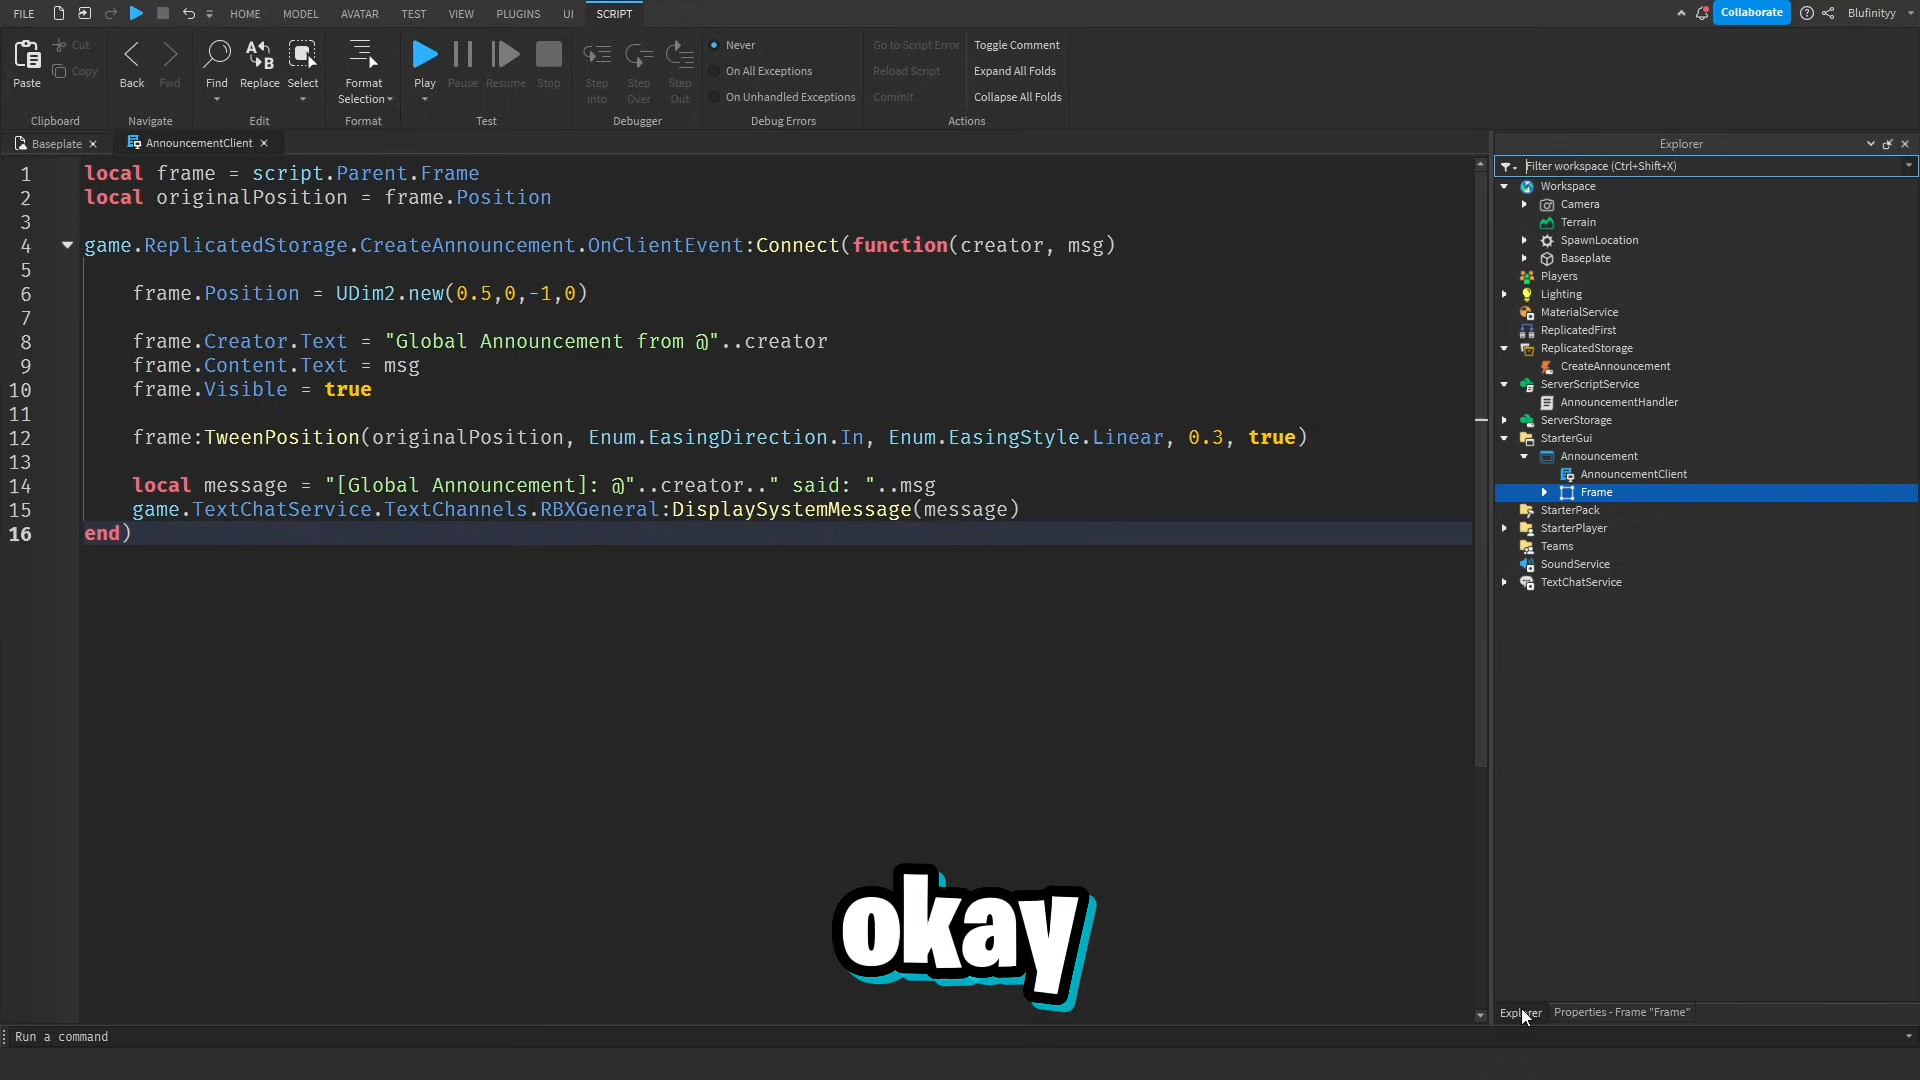 FILE HOME MODEL AVATAR TEST VIEW PLUGINS UI SCRIPT Collaborate Blufinityy
Paste Cut Copy
Clipboard
Back Fwd
Navigate
Find Replace Select
Edit
Format Selection
Format
Play Pause Resume Stop
Test
Step Into Step Over Step Out
Debugger
Never
On All Exceptions
On Unhandled Exceptions
Debug Errors
Go to Script Error
Reload Script
Commit
Toggle Comment
Expand All Folds
Collapse All Folds
Actions
Baseplate AnnouncementClient
1 local frame = script.Parent.Frame
2 local originalPosition = frame.Position
3
4 game.ReplicatedStorage.CreateAnnouncement.OnClientEvent:Connect(function(creator, msg)
5
6 frame.Position = UDim2.new(0.5,0,-1,0)
7
8 frame.Creator.Text = "Global Announcement from @"..creator
9 frame.Content.Text = msg
10 frame.Visible = true
11
12 frame:TweenPosition(originalPosition, Enum.EasingDirection.In, Enum.EasingStyle.Linear, 0.3, true)
13
14 local message = "[Global Announcement]: @"..creator.." said: "..msg
15 game.TextChatService.TextChannels.RBXGeneral:DisplaySystemMessage(message)
16 end)
okay
Explorer
Filter workspace (Ctrl+Shift+X)
Workspace
Camera
Terrain
SpawnLocation
Baseplate
Players
Lighting
MaterialService
ReplicatedFirst
ReplicatedStorage
CreateAnnouncement
ServerScriptService
AnnouncementHandler
ServerStorage
StarterGui
Announcement
AnnouncementClient
Frame
StarterPack
StarterPlayer
Teams
SoundService
TextChatService
Explorer Properties - Frame "Frame"
Run a command